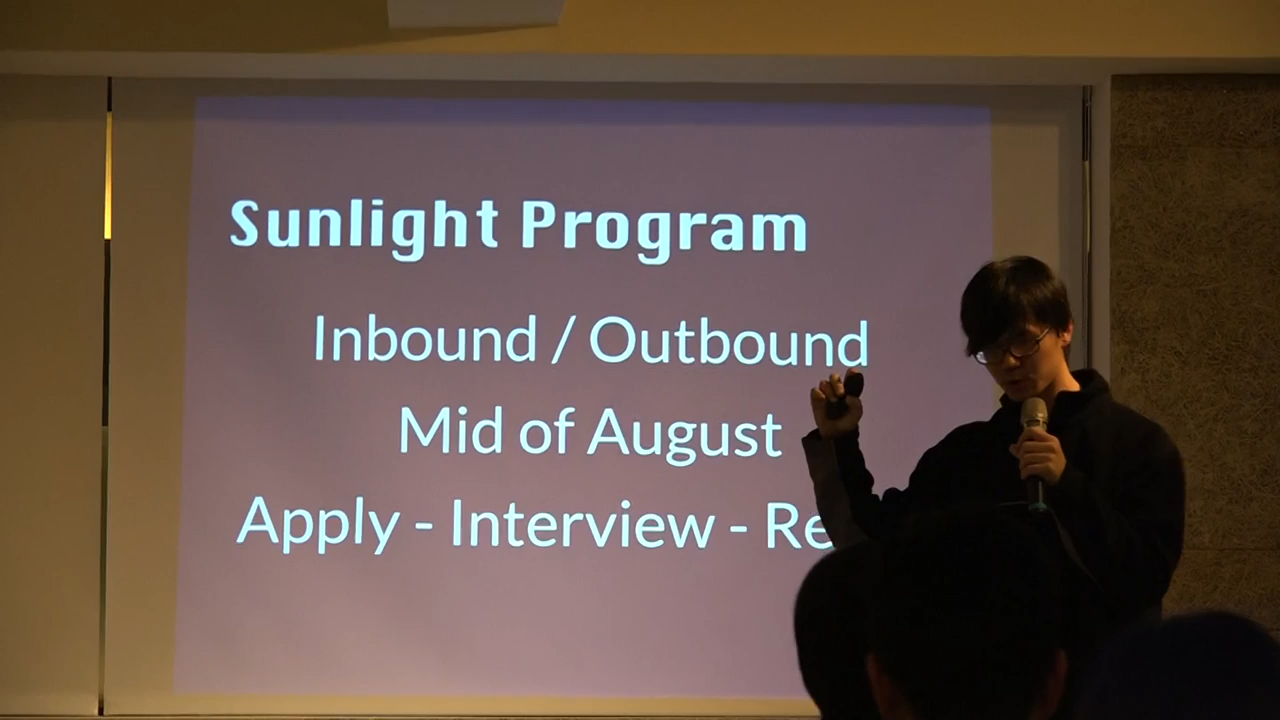 Sunlight Program
Inbound / Outbound
Mid of August
Apply - Interview -